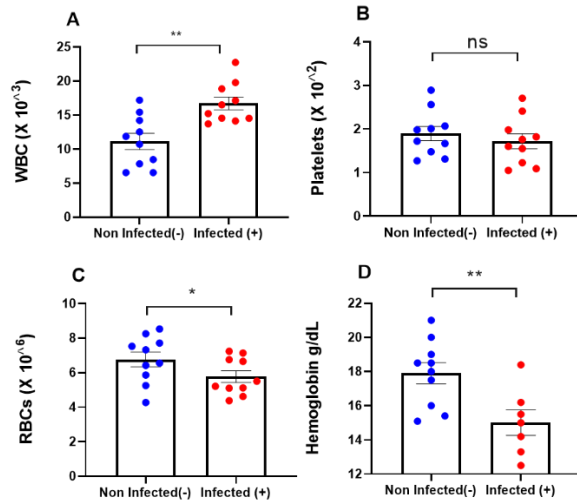 A
**
WBC (X 10^3)
25
20
15
10
5
0
Non Infected(-) Infected (+)
B
ns
Platelets (X 10^2)
4
3
2
1
0
Non Infected(-) Infected (+)
C
*
RBCs (X 10^6)
10
8
6
4
2
0
Non Infected(-) Infected (+)
D
**
Hemoglobin g/dL
22
20
18
16
14
12
Non Infected(-) Infected (+)